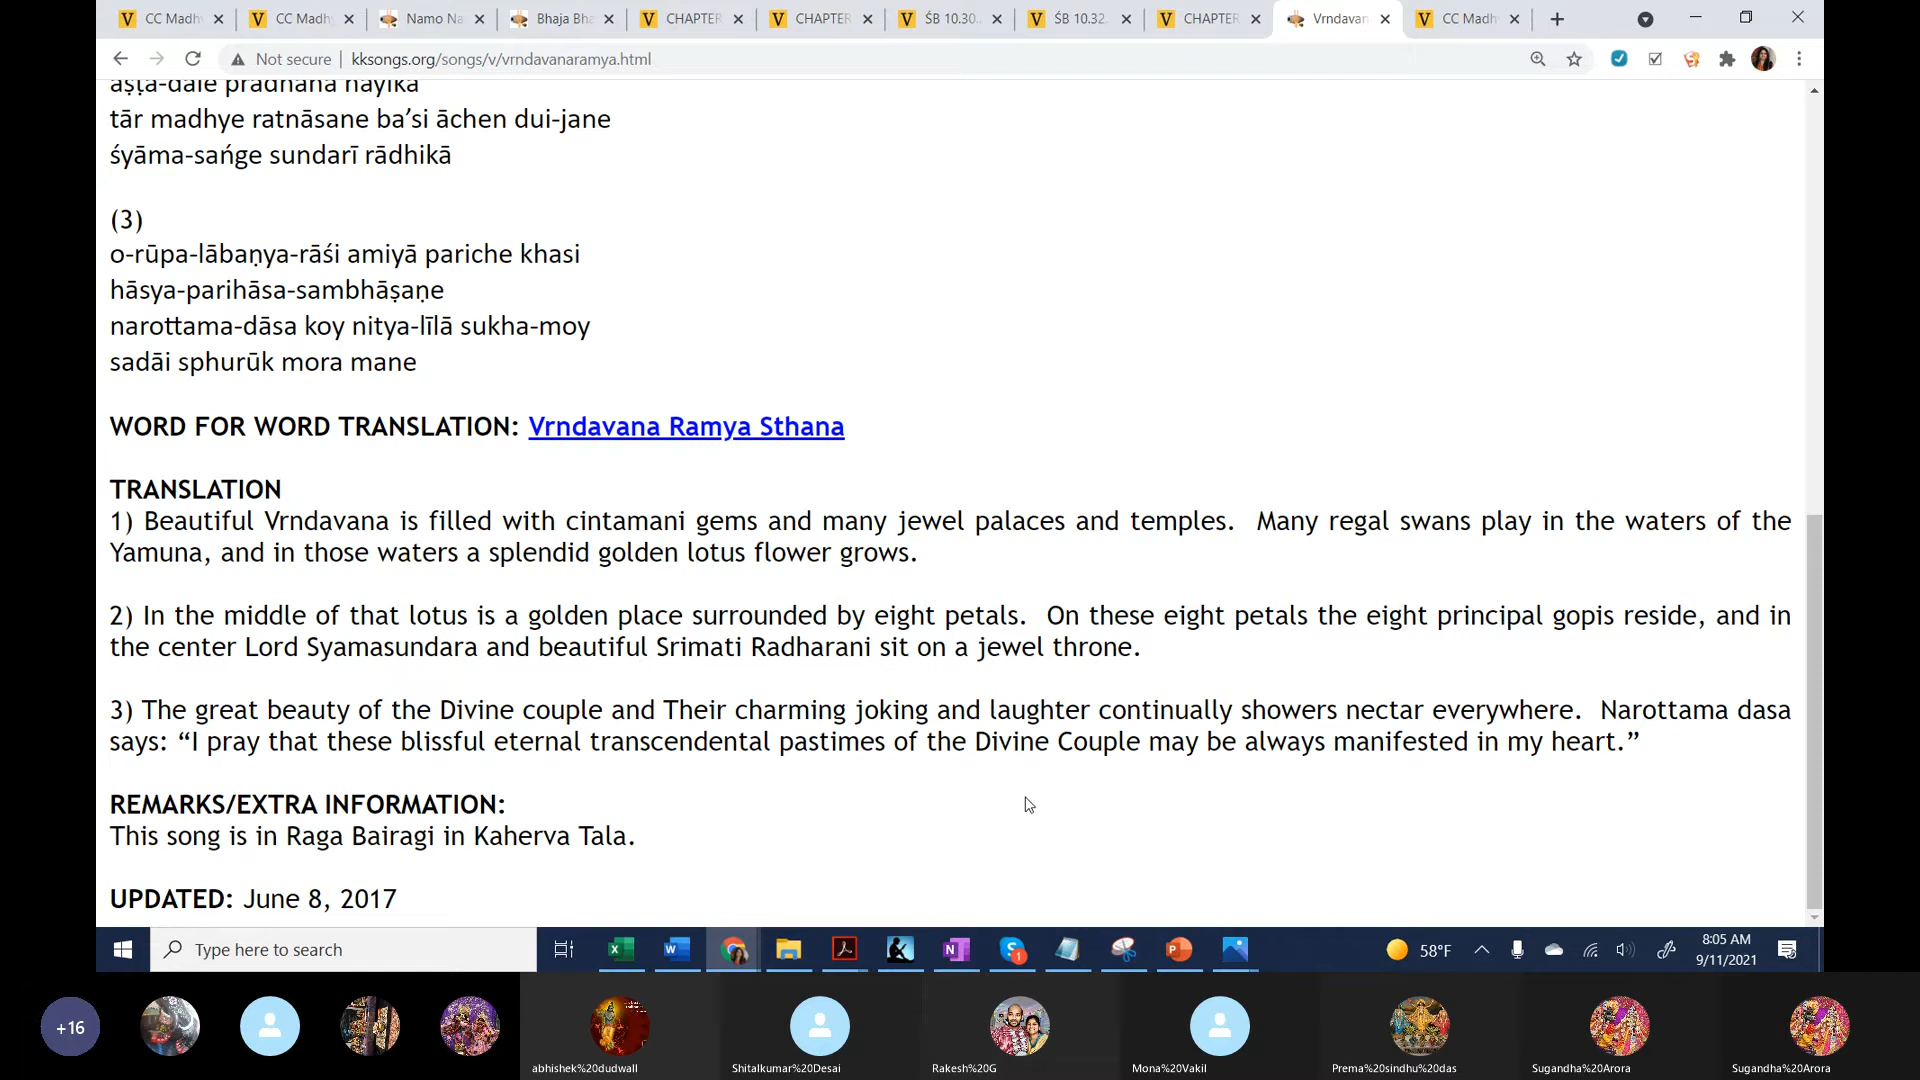 CC Madh
CC Madhy
Namo Na
Bhaja Bha
CHAPTER
CHAPTER
ŚB 10.30.
ŚB 10.32.
CHAPTER
Vrndavan
CC Madh
Not secure
kksongs.org/songs/v/vrndavanaramya.html
aṣṭa-dale pradhānā nāyikā
tār madhye ratnāsane ba’si āchen dui-jane
śyāma-sańge sundarī rādhikā
(3)
o-rūpa-lābaṇya-rāśi amiyā pariche khasi
hāsya-parihāsa-sambhāṣaṇe
narottama-dāsa koy nitya-līlā sukha-moy
sadāi sphurūk mora mane
WORD FOR WORD TRANSLATION: Vrndavana Ramya Sthana
TRANSLATION
1) Beautiful Vrndavana is filled with cintamani gems and many jewel palaces and temples. Many regal swans play in the waters of the
Yamuna, and in those waters a splendid golden lotus flower grows.
2) In the middle of that lotus is a golden place surrounded by eight petals. On these eight petals the eight principal gopis reside, and in
the center Lord Syamasundara and beautiful Srimati Radharani sit on a jewel throne.
3) The great beauty of the Divine couple and Their charming joking and laughter continually showers nectar everywhere. Narottama dasa
says: “I pray that these blissful eternal transcendental pastimes of the Divine Couple may be always manifested in my heart.”
REMARKS/EXTRA INFORMATION:
This song is in Raga Bairagi in Kaherva Tala.
UPDATED: June 8, 2017
Type here to search
58°F
8:05 AM
9/11/2021
+16
abhishek%20dudwall
Shitalkumar%20Desai
Rakesh%20G
Mona%20Vakil
Prema%20sindhu%20das
Sugandha%20Arora
Sugandha%20Arora